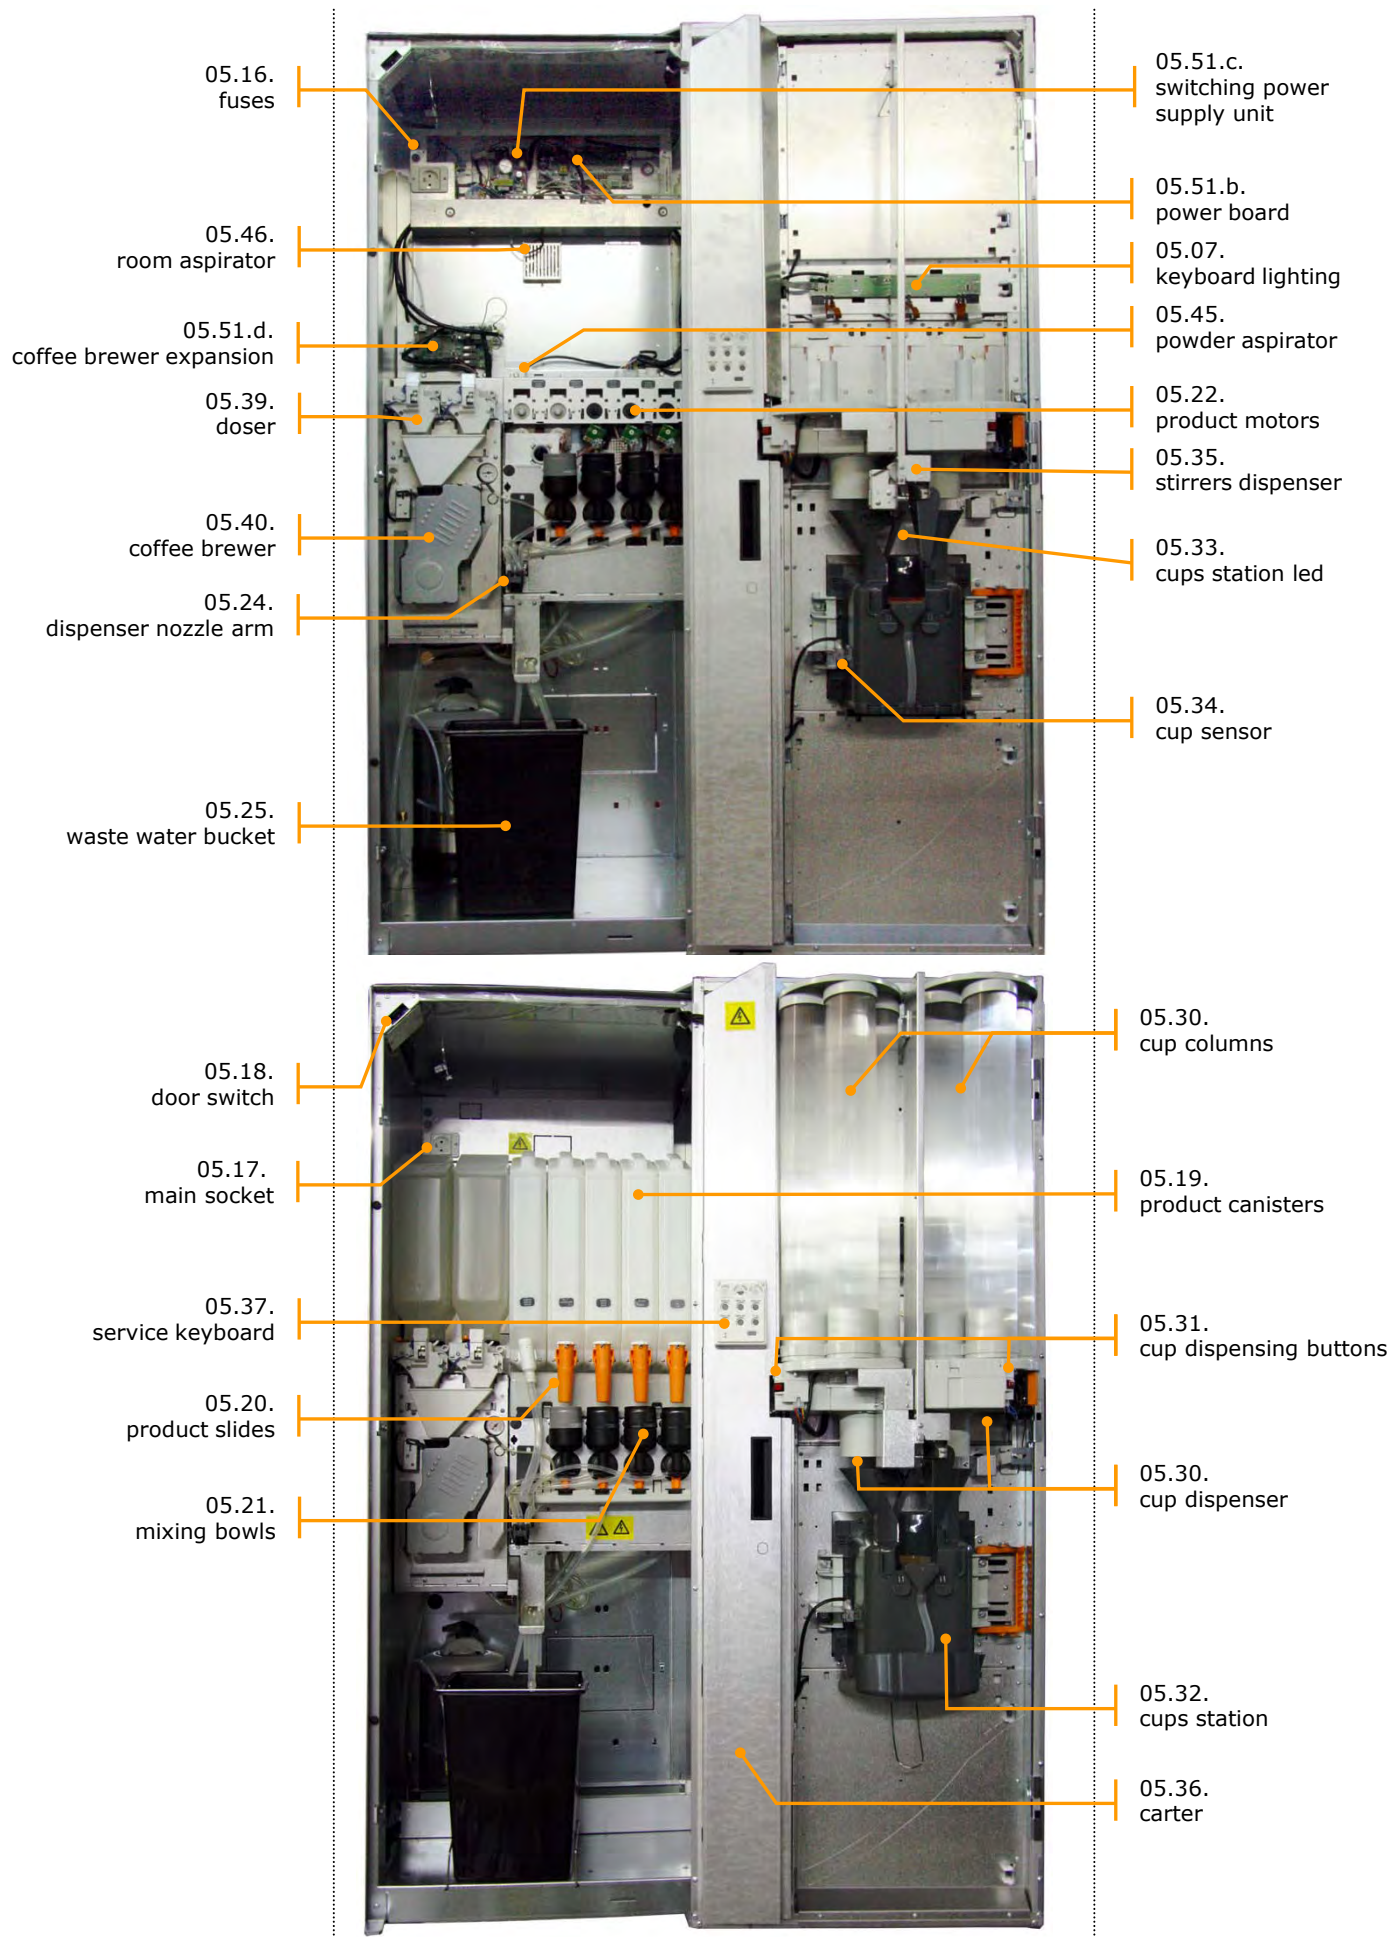 05.16.
fuses
05.46.
room aspirator
05.51.d.
coffee brewer expansion
05.39.
doser
05.40.
coffee brewer
05.24.
dispenser nozzle arm
05.25.
waste water bucket
05.51.c.
switching power
supply unit
05.51.b.
power board
05.07.
keyboard lighting
05.45.
powder aspirator
05.22.
product motors
05.35.
stirrers dispenser
05.33.
cups station led
05.34.
cup sensor
05.18.
door switch
05.17.
main socket
05.37.
service keyboard
05.20.
product slides
05.21.
mixing bowls
05.30.
cup columns
05.19.
product canisters
05.31.
cup dispensing buttons
05.30.
cup dispenser
05.32.
cups station
05.36.
carter